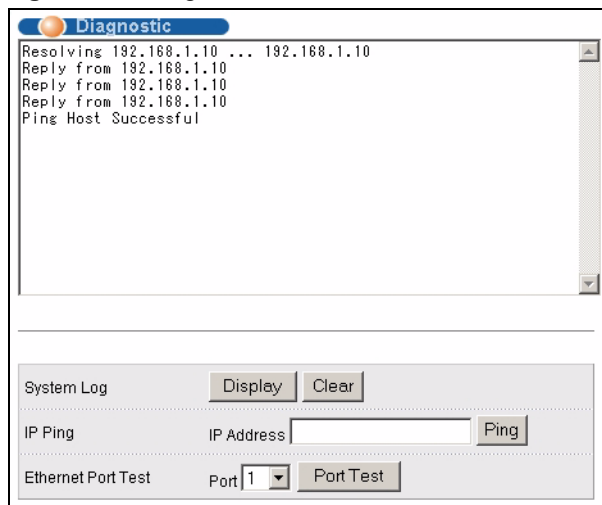 Diagnostic
Resolving 192.168.1.10 ... 192.168.1.10
Reply from 192.168.1.10
Reply from 192.168.1.10
Reply from 192.168.1.10
Ping Host Successful
System Log Display Clear
IP Ping IP Address Ping
Ethernet Port Test Port 1 Port Test